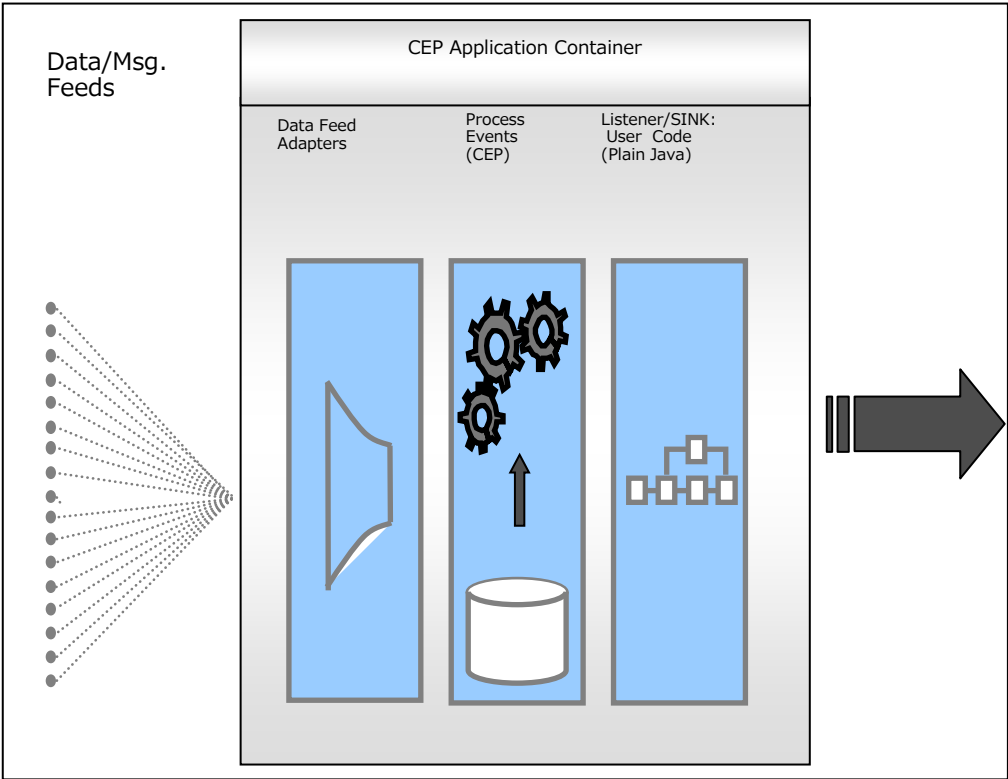 Data/Msg.
Feeds
CEP Application Container
Data Feed
Adapters
Process
Events
(CEP)
Listener/SINK:
User Code
(Plain Java)